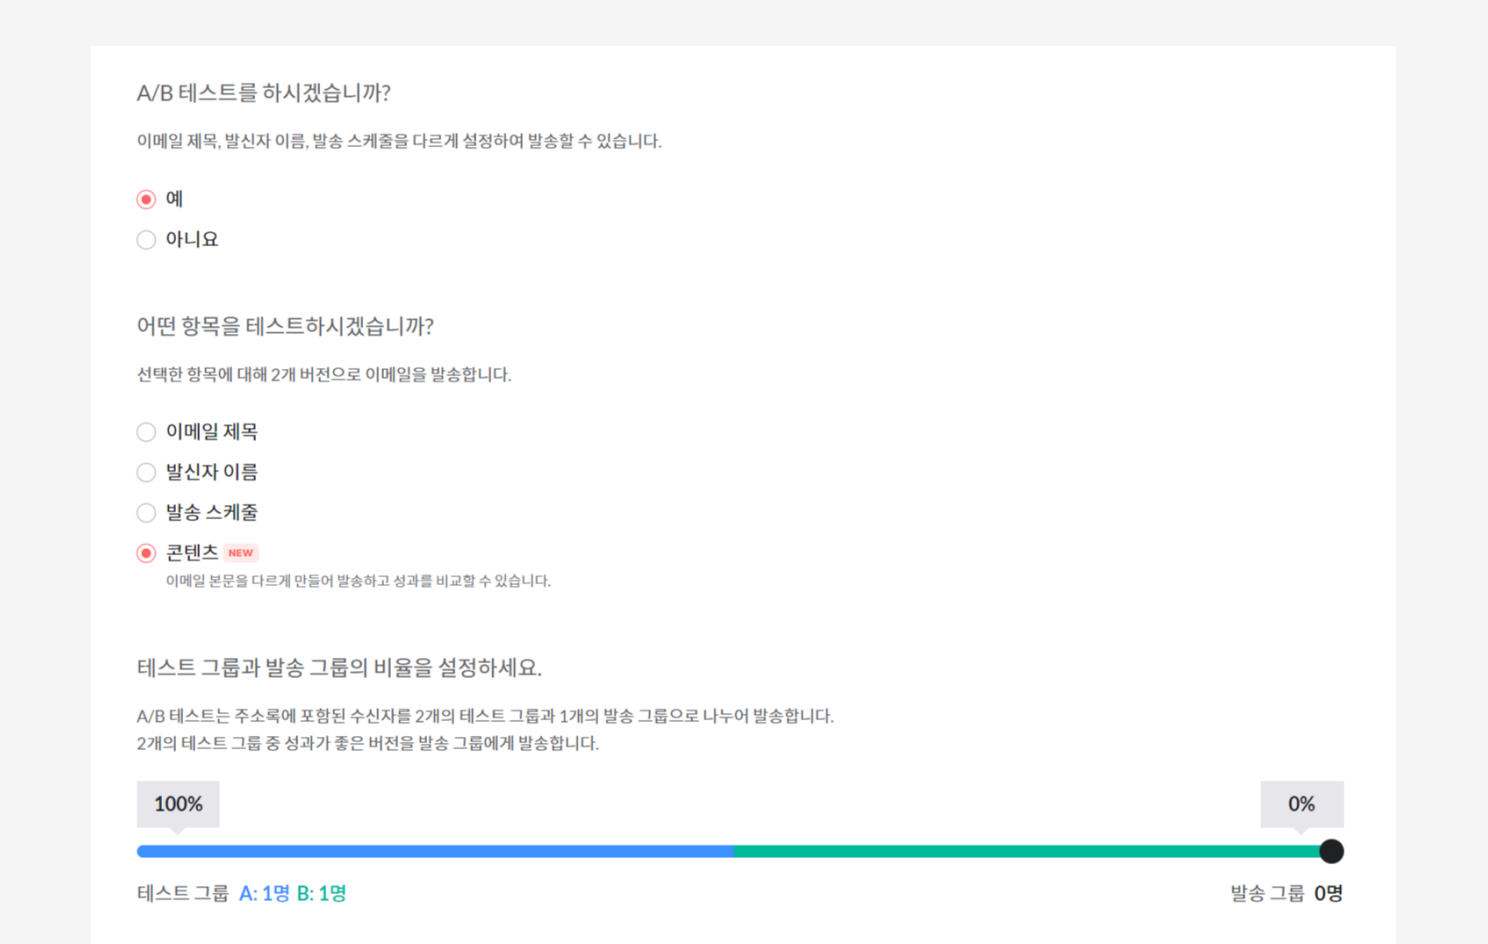 A/B 테스트를 하시겠습니까?
이메일 제목, 발신자 이름, 발송 스케줄을 다르게 설정하여 발송할 수 있습니다.
예
아니요
어떤 항목을 테스트하시겠습니까?
선택한 항목에 대해 2개 버전으로 이메일을 발송합니다.
이메일 제목
발신자 이름
발송 스케줄
콘텐츠 NEW
이메일 본문을 다르게 만들어 발송하고 성과를 비교할 수 있습니다.
테스트 그룹과 발송 그룹의 비율을 설정하세요.
A/B 테스트는 주소록에 포함된 수신자를 2개의 테스트 그룹과 1개의 발송 그룹으로 나누어 발송합니다.
2개의 테스트 그룹 중 성과가 좋은 버전을 발송 그룹에게 발송합니다.
100% 0%
테스트 그룹 A: 1명 B: 1명 발송 그룹 0명